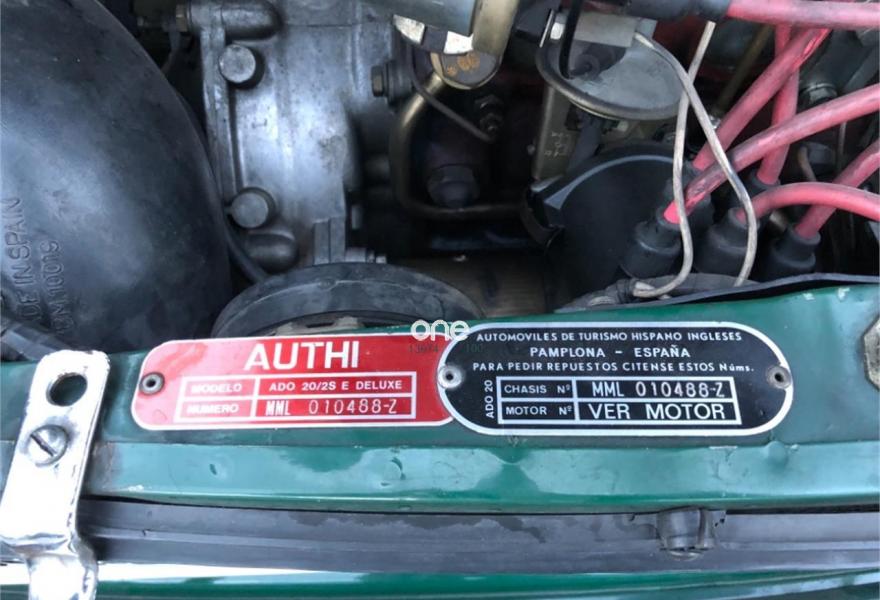 MADE IN SPAIN
one
AUTHI
MODELO ADO 20/2S E DELUXE
NUMERO MML 010488-Z
AUTOMOVILES DE TURISMO HISPANO INGLESES
PAMPLONA - ESPAÑA
PARA PEDIR REPUESTOS CITENSE ESTOS Núms.
ADO 20
CHASIS Nº MML 010488-Z
MOTOR Nº VER MOTOR